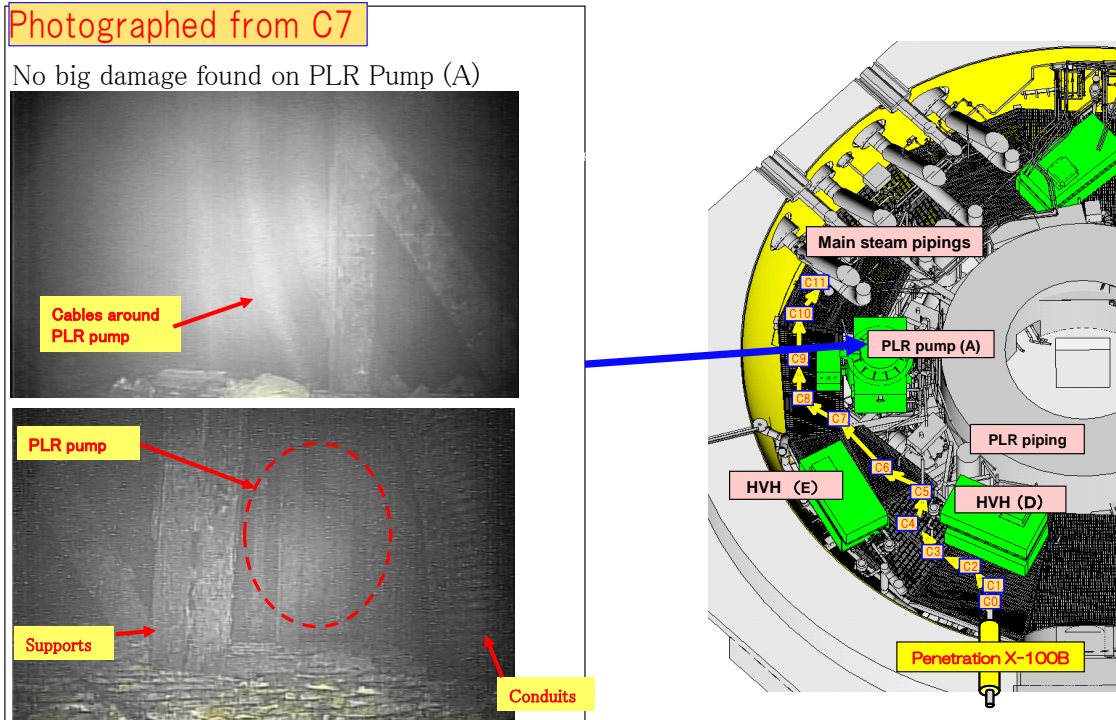 Photographed from C7
No big damage found on PLR Pump (A)
Cables around
PLR pump
PLR pump
Supports
Conduits
Main steam pipings
C11
C10
PLR pump (A)
C9
C8
C7
PLR piping
C6
HVH (E)
C5
HVH (D)
C4
C3
C2
C1
C0
Penetration X-100B